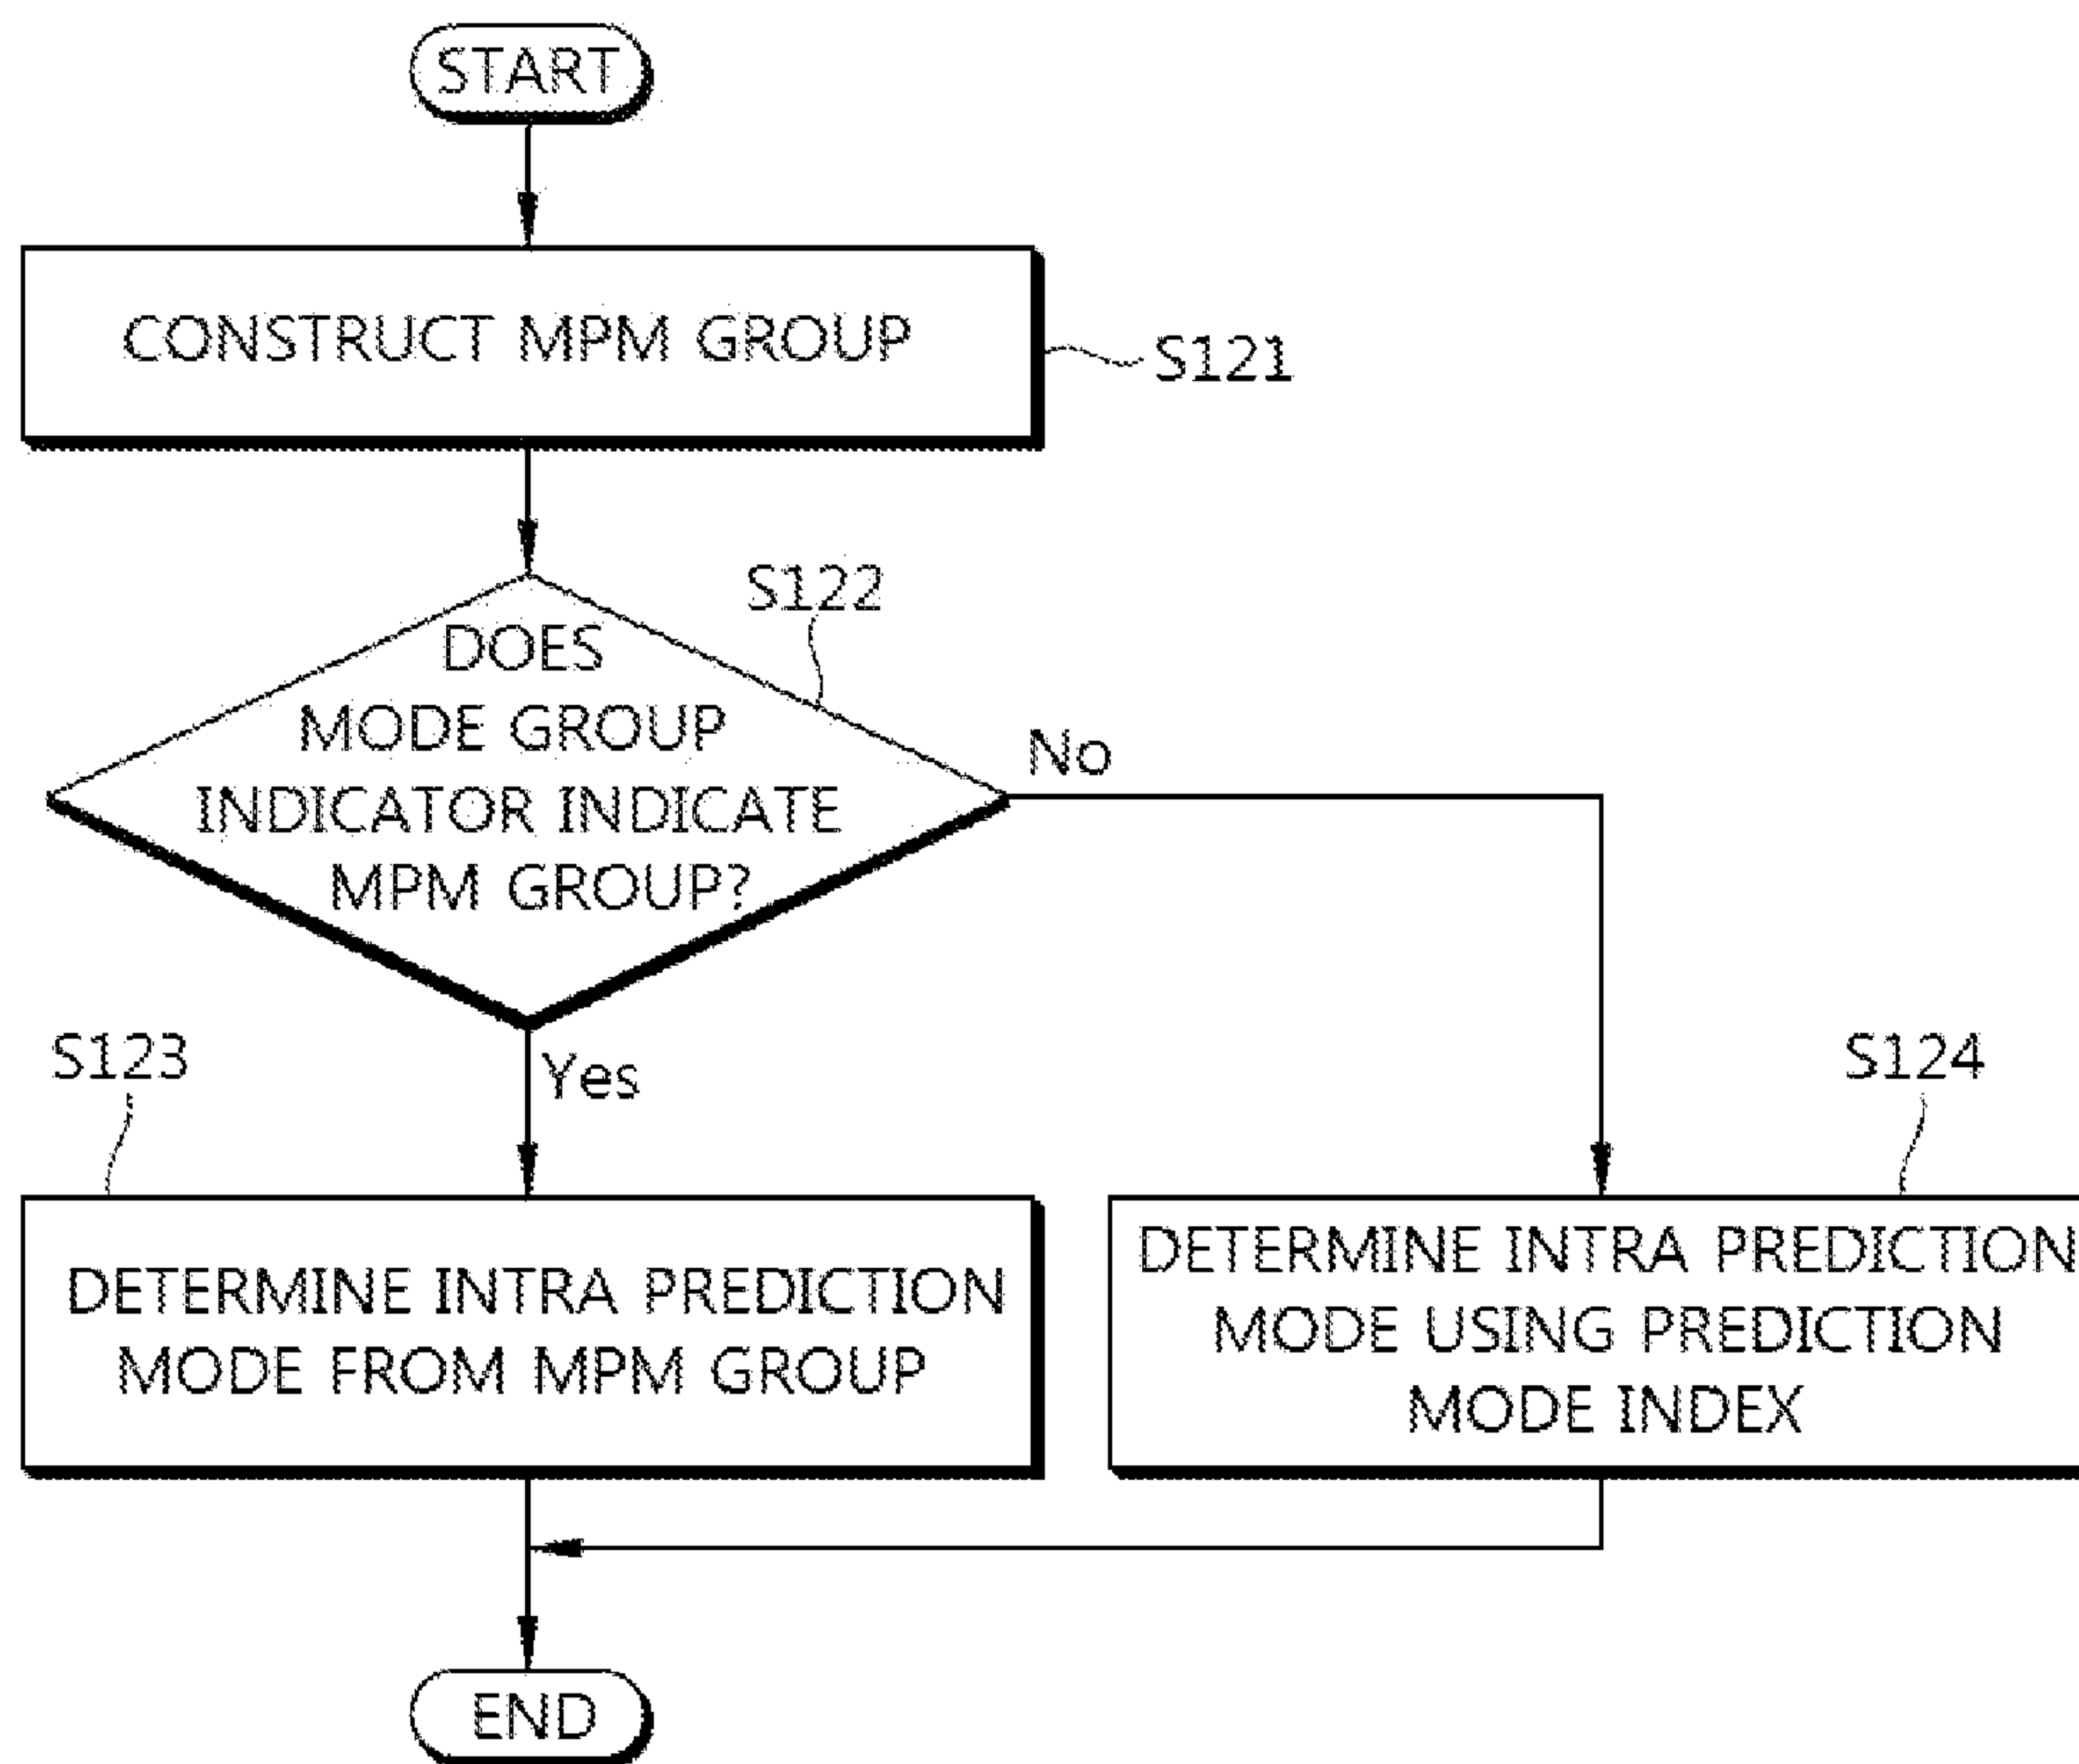 START
CONSTRUCT MPM GROUP
S121
S122
DOES
MODE GROUP
INDICATOR INDICATE
MPM GROUP?
No
Yes
S123
DETERMINE INTRA PREDICTION
MODE FROM MPM GROUP
S124
DETERMINE INTRA PREDICTION
MODE USING PREDICTION
MODE INDEX
END